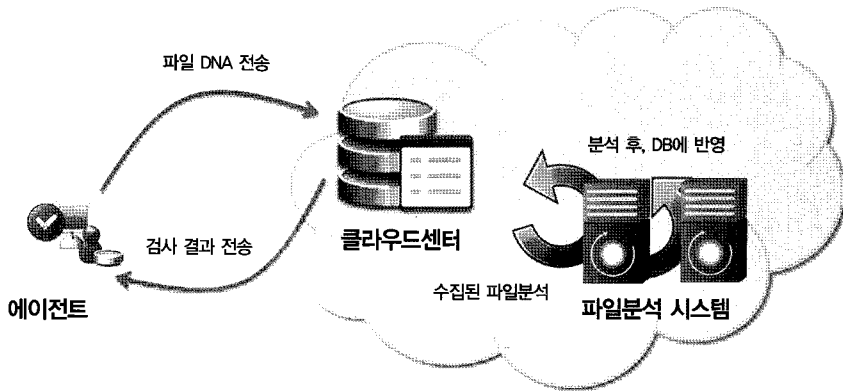 파일 DNA 전송
분석 후, DB에 반영
검사 결과 전송
클라우드센터
수집된 파일분석
에이전트
파일분석 시스템